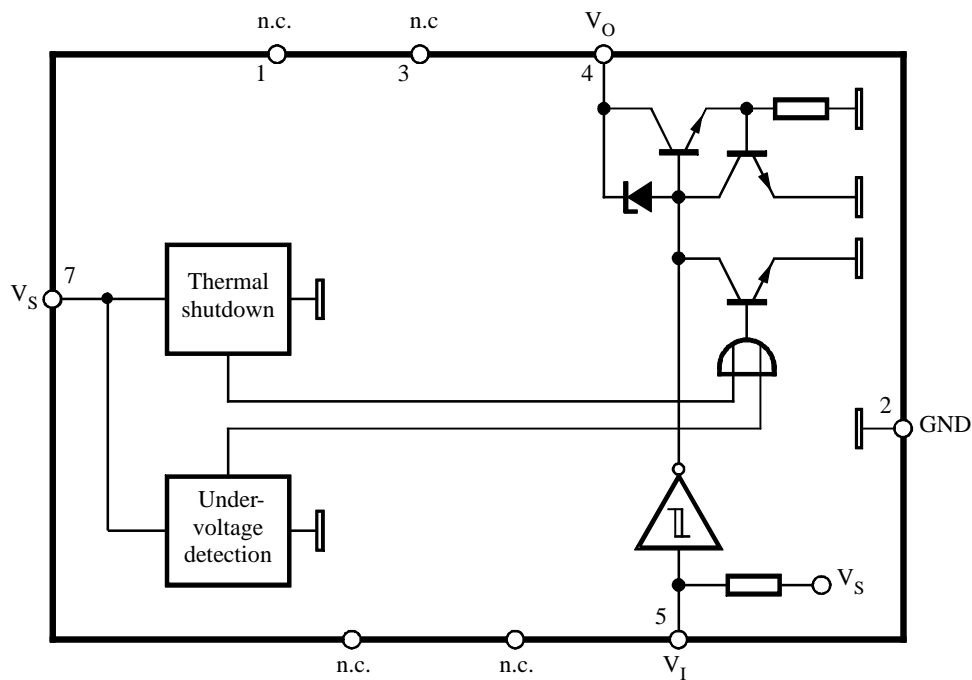 n.c.
n.c
V_O
1
3
4
7
V_S
Thermal
shutdown
2
GND
Under-
voltage
detection
V_S
5
n.c.
n.c.
V_I